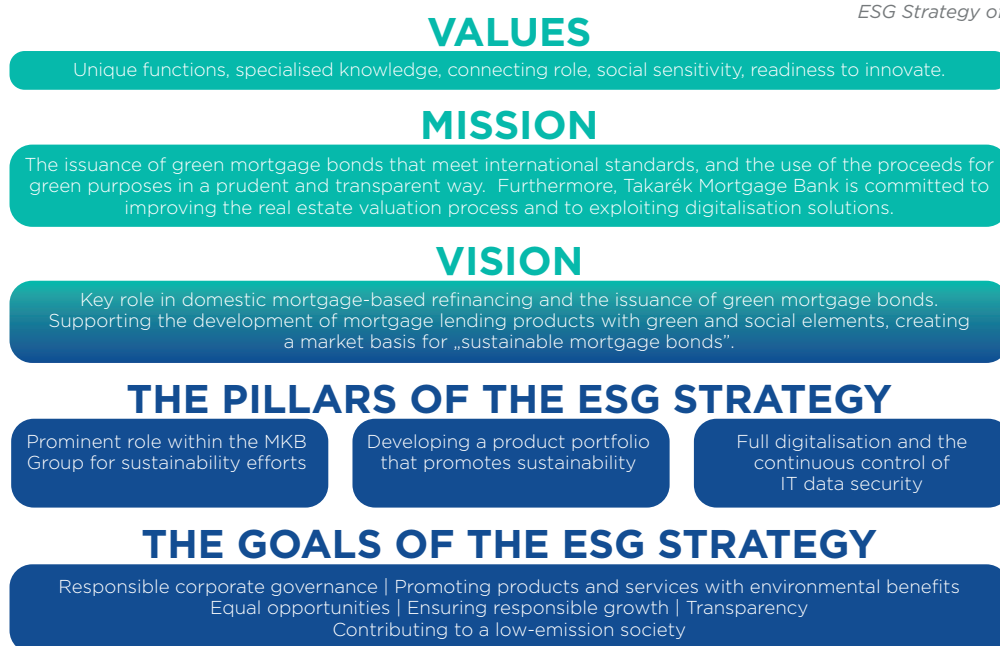 ESG Strategy of
VALUES
Unique functions, specialised knowledge, connecting role, social sensitivity, readiness to innovate.
MISSION
The issuance of green mortgage bonds that meet international standards, and the use of the proceeds for
green purposes in a prudent and transparent way. Furthermore, Takarék Mortgage Bank is committed to
improving the real estate valuation process and to exploiting digitalisation solutions.
VISION
Key role in domestic mortgage-based refinancing and the issuance of green mortgage bonds.
Supporting the development of mortgage lending products with green and social elements, creating
a market basis for „sustainable mortgage bonds”.
THE PILLARS OF THE ESG STRATEGY
Prominent role within the MKB
Group for sustainability efforts
Developing a product portfolio
that promotes sustainability
Full digitalisation and the
continuous control of
IT data security
THE GOALS OF THE ESG STRATEGY
Responsible corporate governance | Promoting products and services with environmental benefits
Equal opportunities | Ensuring responsible growth | Transparency
Contributing to a low-emission society